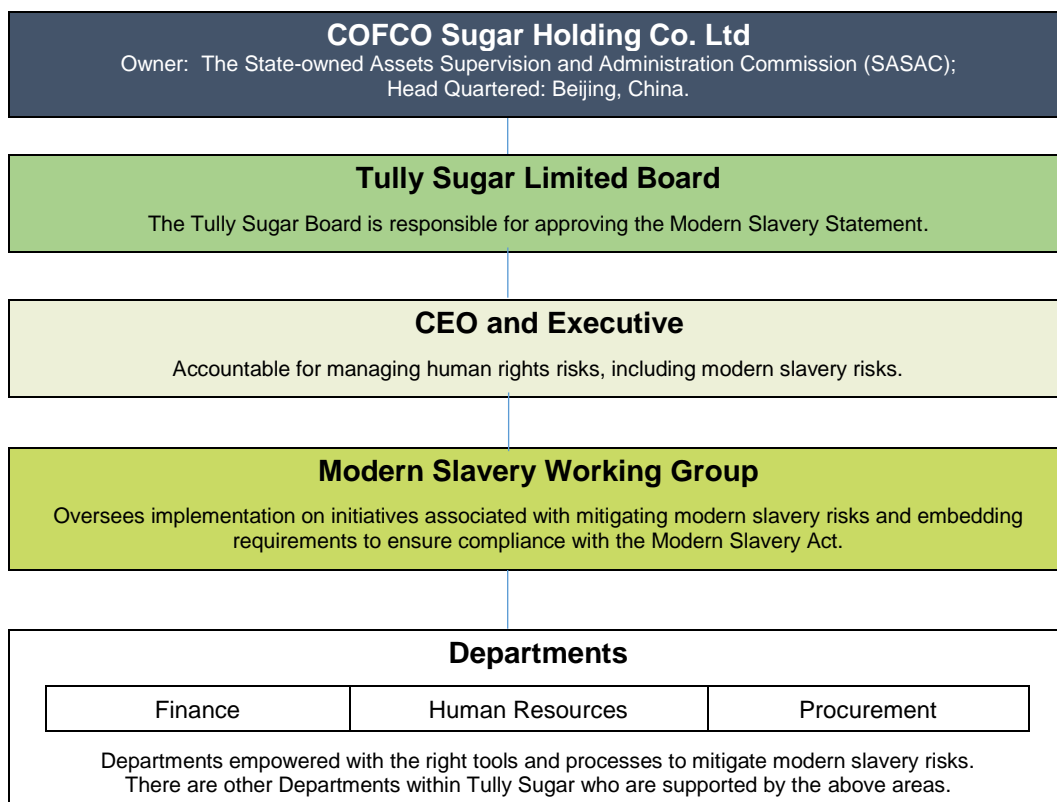 COFCO Sugar Holding Co. Ltd
Owner: The State-owned Assets Supervision and Administration Commission (SASAC);
Head Quartered: Beijing, China.
Tully Sugar Limited Board
The Tully Sugar Board is responsible for approving the Modern Slavery Statement.
CEO and Executive
Accountable for managing human rights risks, including modern slavery risks.
Modern Slavery Working Group
Oversees implementation on initiatives associated with mitigating modern slavery risks and embedding
requirements to ensure compliance with the Modern Slavery Act.
Departments
Finance
Human Resources
Procurement
Departments empowered with the right tools and processes to mitigate modern slavery risks.
There are other Departments within Tully Sugar who are supported by the above areas.